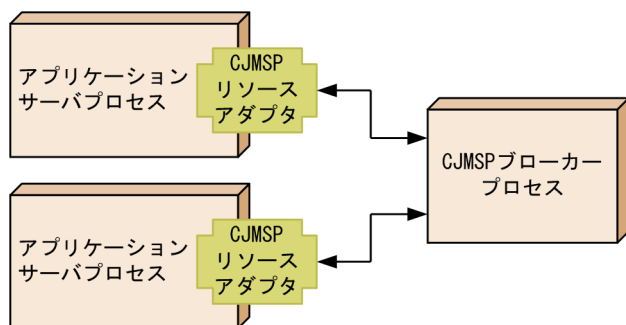 アプリケーション
サーバプロセス
CJMSP
リソース
アダプタ
CJMSPブローカー
プロセス
アプリケーション
サーバプロセス
CJMSP
リソース
アダプタ